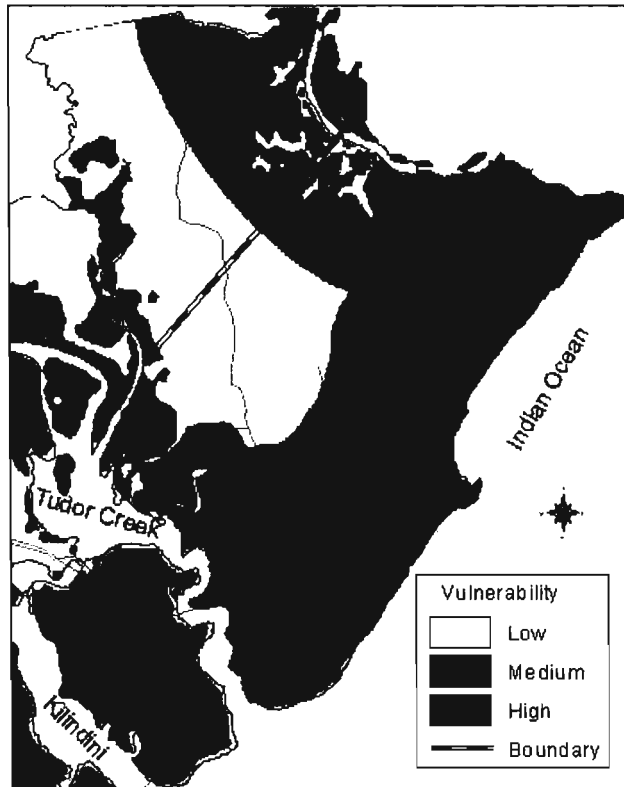 Indian Ocean
Tudor Creek
Kilindini
Vulnerability
Low
Medium
High
Boundary